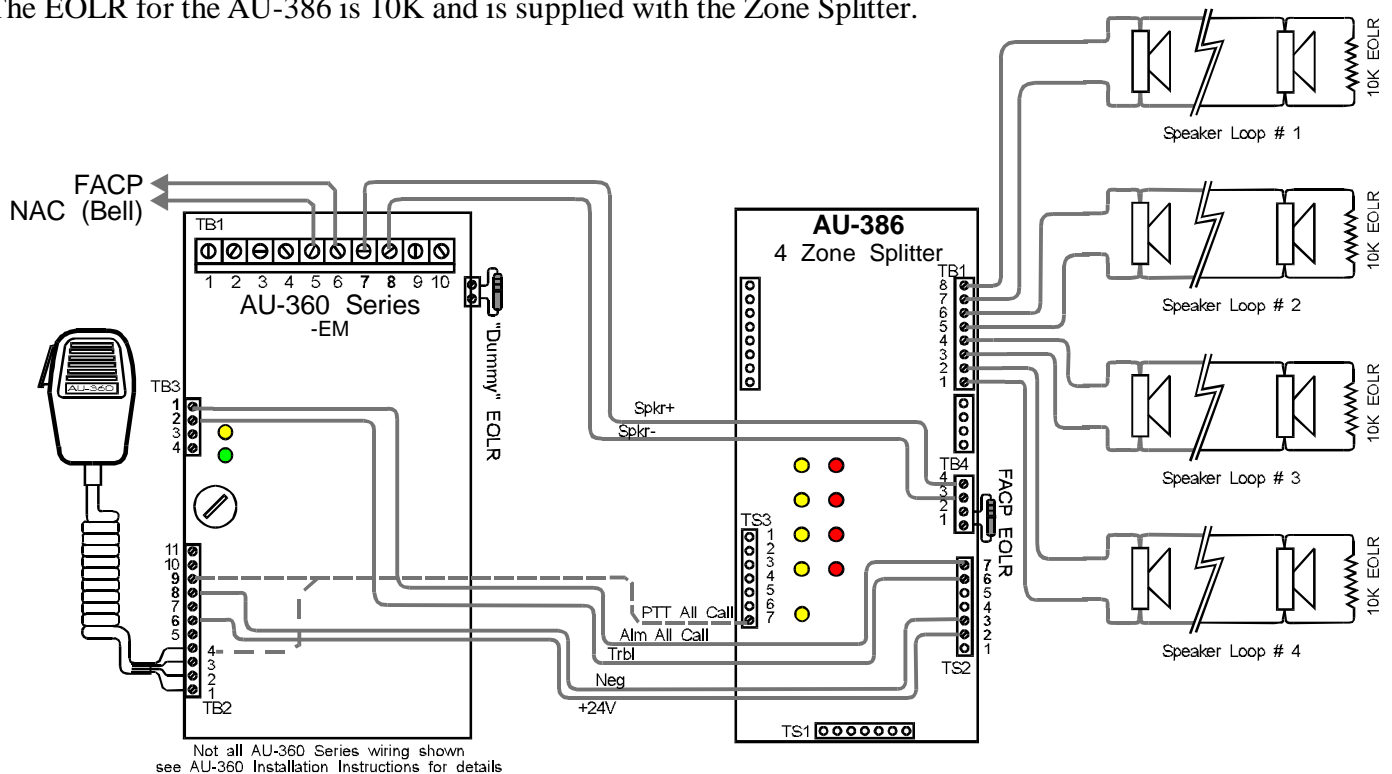 The EOLR for the AU-386 is 10K and is supplied with the Zone Splitter.
10K EOLR
Speaker Loop # 1
FACP
NAC (Bell)
TB1
1 2 3 4 5 6 7 8 9 10
AU-360 Series
-EM
"Dummy" EOLR
AU-386
4 Zone Splitter
TB1
8
7
6
5
4
3
2
1
10K EOLR
Speaker Loop # 2
AU-360
TB3
1
2
3
4
Spkr+
Spkr-
10K EOLR
Speaker Loop # 3
TB4
4
3
2
1
FACP EOLR
TS3
1
2
3
4
5
6
7
11
10
9
8
7
6
5
4
3
2
1
TB2
PTT All Call
Alm All Call
Trbl
Neg
+24V
7
6
5
4
3
2
1
TS2
10K EOLR
Speaker Loop # 4
TS1
Not all AU-360 Series wiring shown
see AU-360 Installation Instructions for details